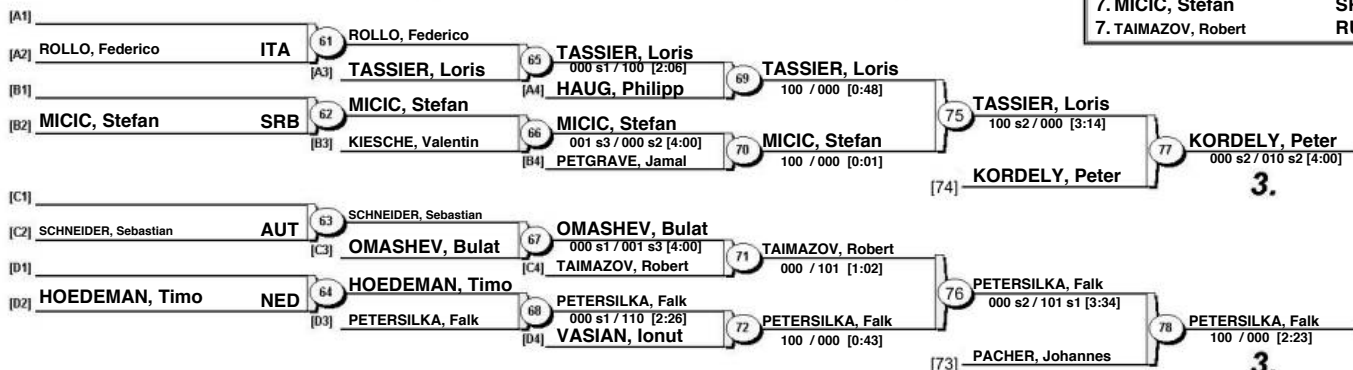 7. MICIC, Stefan
7. TAIMAZOV, Robert
[A1]
[A2] ROLLO, Federico ITA
61
ROLLO, Federico
[A3] TASSIER, Loris
65
TASSIER, Loris
000 s1 / 100 [2:06]
[A4] HAUG, Philipp
69
TASSIER, Loris
100 / 000 [0:48]
[B1]
[B2] MICIC, Stefan SRB
62
MICIC, Stefan
[B3] KIESCHE, Valentin
66
MICIC, Stefan
001 s3 / 000 s2 [4:00]
[B4] PETGRAVE, Jamal
70
MICIC, Stefan
100 / 000 [0:01]
75
TASSIER, Loris
100 s2 / 000 [3:14]
[74] KORDELY, Peter
77
KORDELY, Peter
000 s2 / 010 s2 [4:00]
3.
[C1]
[C2] SCHNEIDER, Sebastian AUT
63
SCHNEIDER, Sebastian
[C3] OMASHEV, Bulat
67
OMASHEV, Bulat
000 s1 / 001 s3 [4:00]
[C4] TAIMAZOV, Robert
71
TAIMAZOV, Robert
000 / 101 [1:02]
[D1]
[D2] HOEDEMAN, Timo NED
64
HOEDEMAN, Timo
[D3] PETERSILKA, Falk
68
PETERSILKA, Falk
000 s1 / 110 [2:26]
[D4] VASIAN, Ionut
72
PETERSILKA, Falk
100 / 000 [0:43]
76
PETERSILKA, Falk
000 s2 / 101 s1 [3:34]
[73] PACHER, Johannes
78
PETERSILKA, Falk
100 / 000 [2:23]
3.